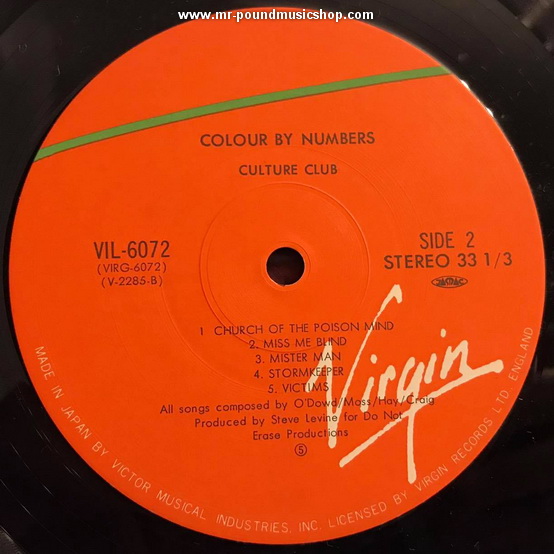 www.mr-poundmusicshop.com
COLOUR BY NUMBERS
CULTURE CLUB
VIL-6072
(VIRG-6072)
(V-2285-B)
SIDE 2
STEREO 33 1/3
JASRAC
1 CHURCH OF THE POISON MIND
2. MISS ME BLIND
3. MISTER MAN
4. STORMKEEPER
5. VICTIMS
All songs composed by O'Dowd/Moss/Hay/Craig
Produced by Steve Levine for Do Not
Erase Productions
⑤
Virgin
MADE IN JAPAN BY VICTOR MUSICAL INDUSTRIES, INC. LICENSED BY VIRGIN RECORDS LTD. ENGLAND